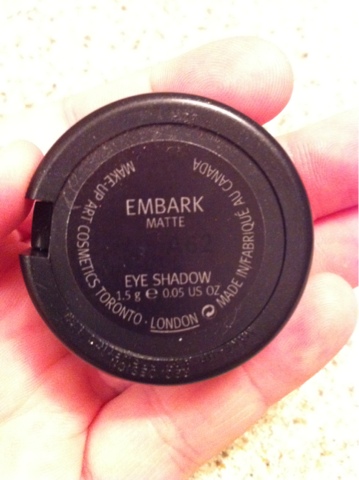 EMBARK
MATTE
EYE SHADOW
1.5 g e 0.05 US OZ
MAKE-UP ART COSMETICS TORONTO · LONDON
MADE IN/FABRIQUÉ AU CANADA